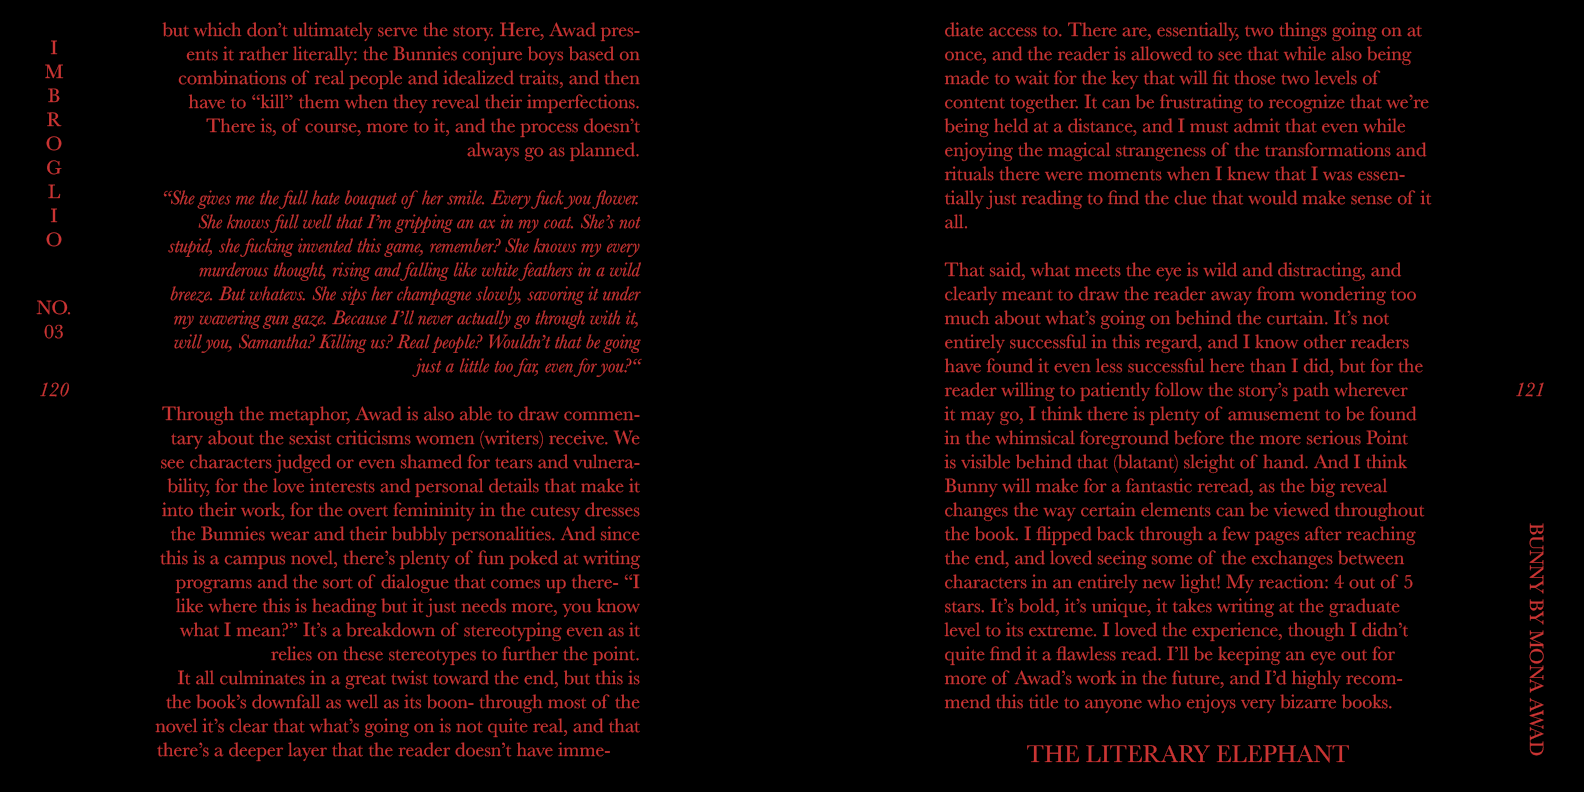 I
M
B
R
O
G
L
I
O
NO.
03
120
but which don’t ultimately serve the story. Here, Awad pres-
ents it rather literally: the Bunnies conjure boys based on
combinations of real people and idealized traits, and then
have to “kill” them when they reveal their imperfections.
There is, of course, more to it, and the process doesn’t
always go as planned.
“She gives me the full hate bouquet of her smile. Every fuck you flower.
She knows full well that I’m gripping an ax in my coat. She’s not
stupid, she fucking invented this game, remember? She knows my every
murderous thought, rising and falling like white feathers in a wild
breeze. But whatevs. She sips her champagne slowly, savoring it under
my wavering gun gaze. Because I’ll never actually go through with it,
will you, Samantha? Killing us? Real people? Wouldn’t that be going
just a little too far, even for you?“
Through the metaphor, Awad is also able to draw commen-
tary about the sexist criticisms women (writers) receive. We
see characters judged or even shamed for tears and vulnera-
bility, for the love interests and personal details that make it
into their work, for the overt femininity in the cutesy dresses
the Bunnies wear and their bubbly personalities. And since
this is a campus novel, there’s plenty of fun poked at writing
programs and the sort of dialogue that comes up there- “I
like where this is heading but it just needs more, you know
what I mean?” It’s a breakdown of stereotyping even as it
relies on these stereotypes to further the point.
It all culminates in a great twist toward the end, but this is
the book’s downfall as well as its boon- through most of the
novel it’s clear that what’s going on is not quite real, and that
there’s a deeper layer that the reader doesn’t have imme-
diate access to. There are, essentially, two things going on at
once, and the reader is allowed to see that while also being
made to wait for the key that will fit those two levels of
content together. It can be frustrating to recognize that we’re
being held at a distance, and I must admit that even while
enjoying the magical strangeness of the transformations and
rituals there were moments when I knew that I was essen-
tially just reading to find the clue that would make sense of it
all.
That said, what meets the eye is wild and distracting, and
clearly meant to draw the reader away from wondering too
much about what’s going on behind the curtain. It’s not
entirely successful in this regard, and I know other readers
have found it even less successful here than I did, but for the
reader willing to patiently follow the story’s path wherever
it may go, I think there is plenty of amusement to be found
in the whimsical foreground before the more serious Point
is visible behind that (blatant) sleight of hand. And I think
Bunny will make for a fantastic reread, as the big reveal
changes the way certain elements can be viewed throughout
the book. I flipped back through a few pages after reaching
the end, and loved seeing some of the exchanges between
characters in an entirely new light! My reaction: 4 out of 5
stars. It’s bold, it’s unique, it takes writing at the graduate
level to its extreme. I loved the experience, though I didn’t
quite find it a flawless read. I’ll be keeping an eye out for
more of Awad’s work in the future, and I’d highly recom-
mend this title to anyone who enjoys very bizarre books.
THE LITERARY ELEPHANT
121
BUNNY BY MONA AWAD